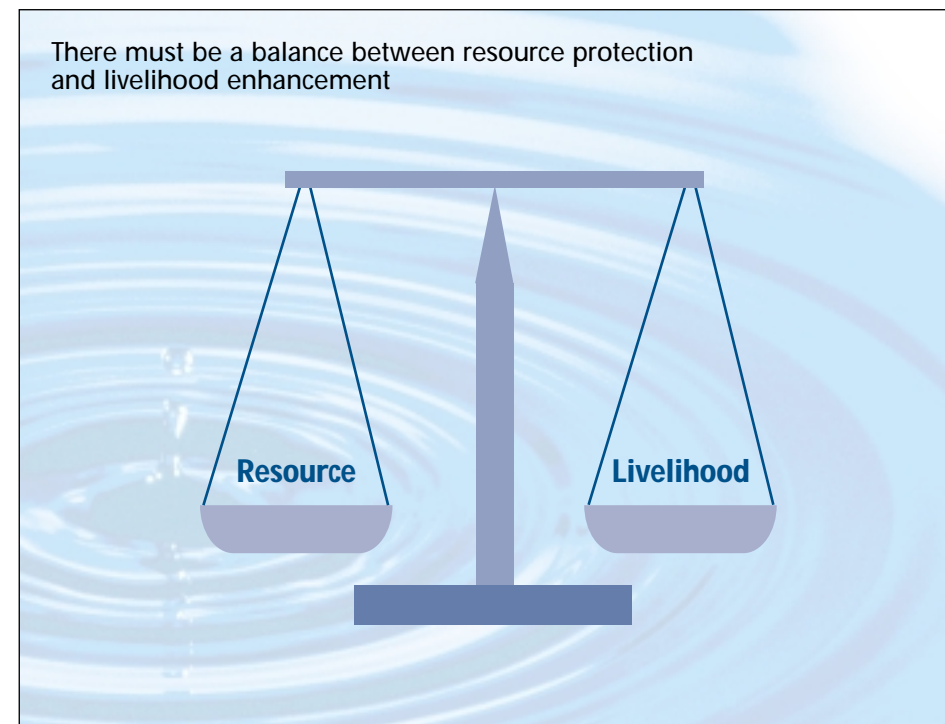 There must be a balance between resource protection
and livelihood enhancement
Resource
Livelihood